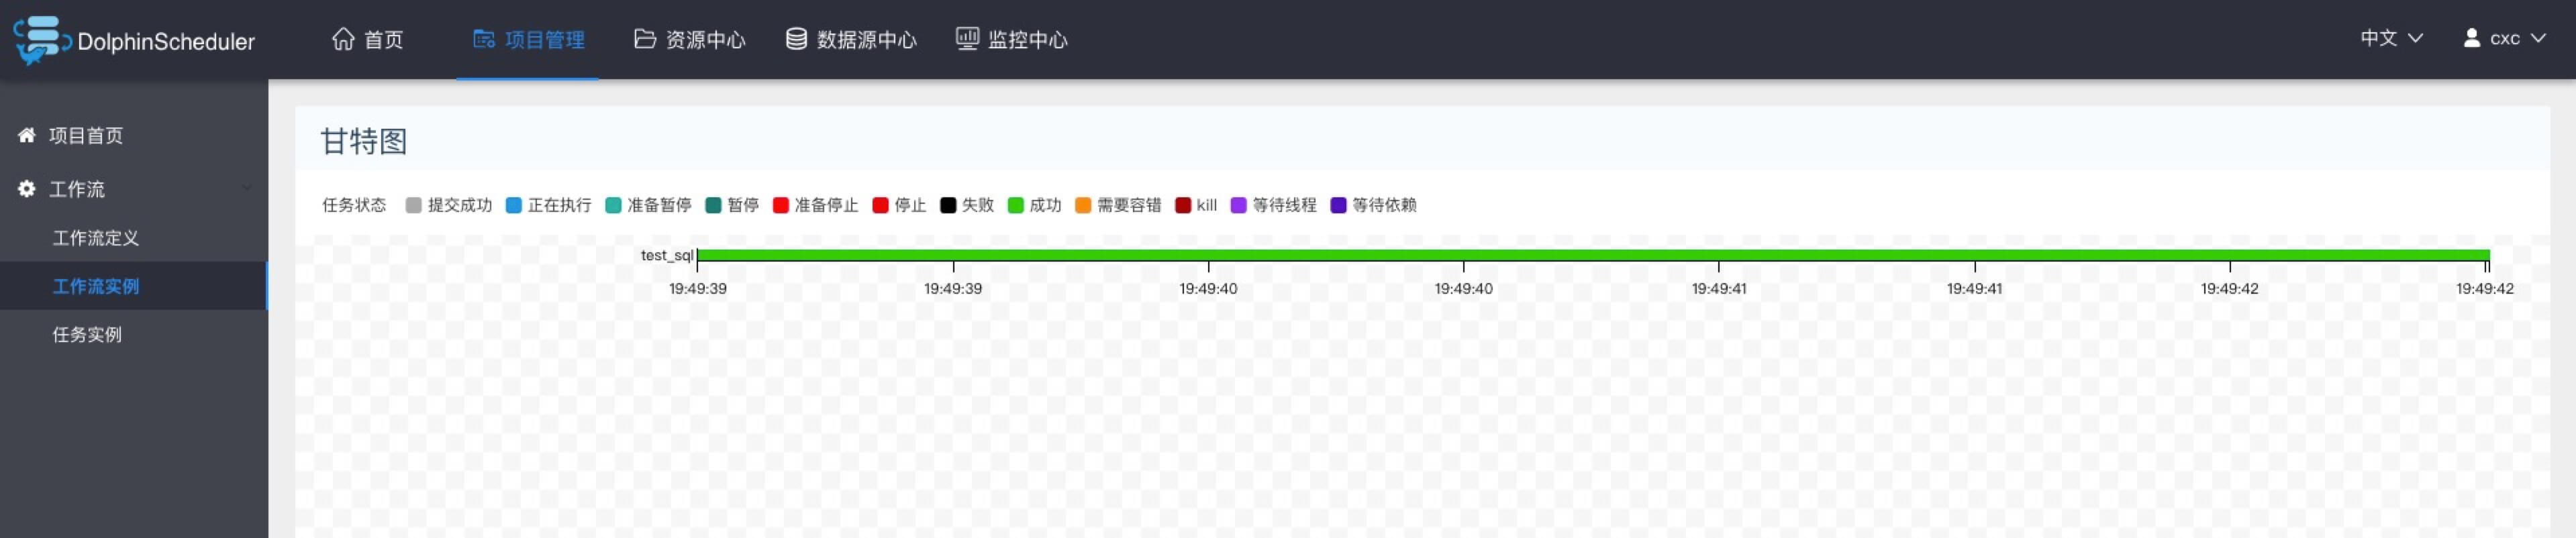 DolphinScheduler 首页 项目管理 资源中心 数据源中心 监控中心 中文 cxc
项目首页
工作流
工作流定义
工作流实例
任务实例
甘特图
任务状态 提交成功 正在执行 准备暂停 暂停 准备停止 停止 失败 成功 需要容错 kill 等待线程 等待依赖
test_sql
19:49:39 19:49:39 19:49:40 19:49:40 19:49:41 19:49:41 19:49:42 19:49:42